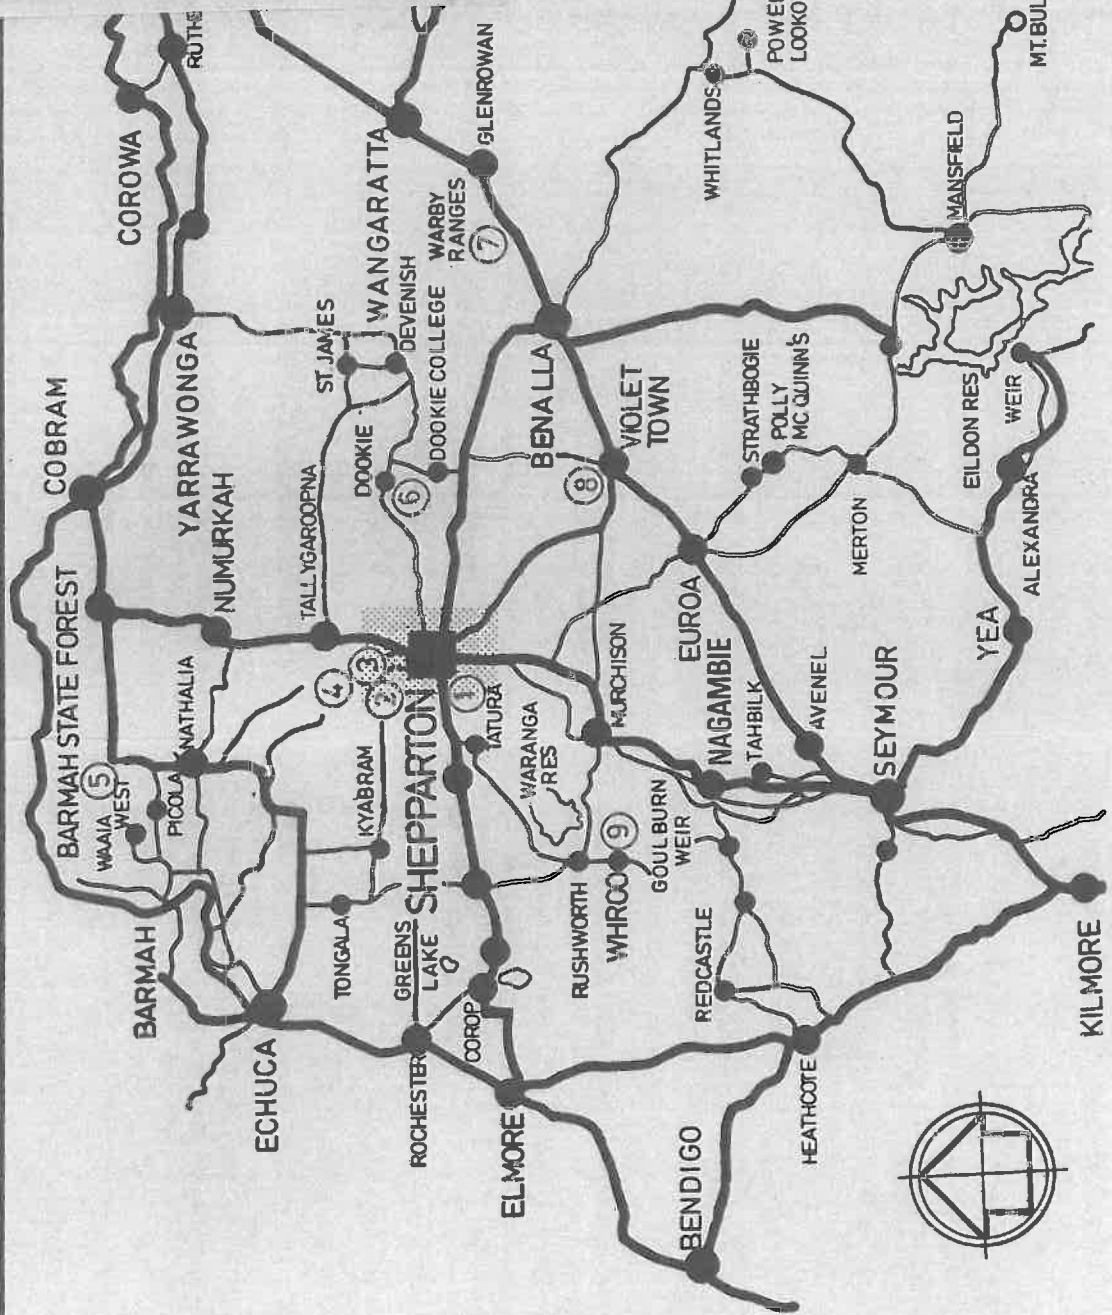 COBRAM
BARMAH STATE FOREST
WAAIA
WEST
5
COROWA
BARMAH
PICOLA
NATHALIA
YARRAWONGA
NUMURKAH
ECHUCA
TALLYGAROOPNA
ST. JAMES
4
TONGALA
KYABRAM
DOOKIE
WANGARATTA
3
2
DEVENISH
6
DOOKIE COLLEGE
GREENS
LAKE
SHEPPARTON
ROCHESTER
WARBY
RANGES
7
GLENROWAN
1
TATURA
COROP
ELMORE
WARANGA
RES
BENALLA
8
VIOLET
TOWN
RUSHWORTH
MURCHISON
WHROO
9
GOULBURN
WEIR
EUROA
NAGAMBIE
BENDIGO
REDCASTLE
TAHBILK
STRATHBOGIE
POLLY
MC QUINN'S
WHITLANDS
POWE
LOOKO
AVENEL
HEATHCOTE
SEYMOUR
MERTON
MANSFIELD
EILDON RES
WEIR
YEA
ALEXANDRA
MT. BUL
KILMORE